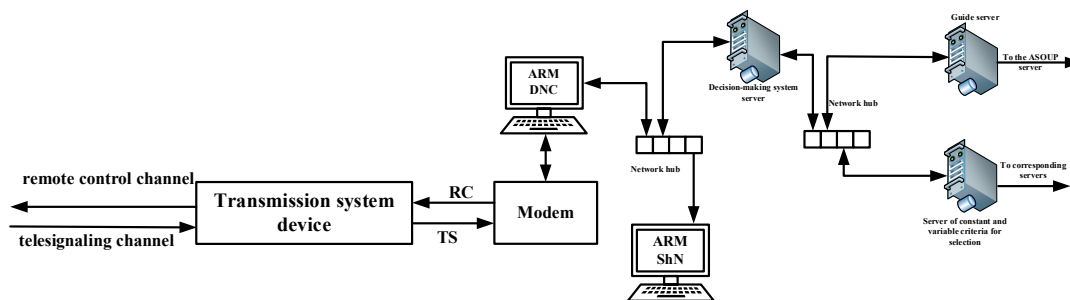 remote control channel
telesignaling channel
Transmission system
device
RC
TS
Modem
ARM
DNC
Network hub
ARM
ShN
Decision-making system
server
Network hub
Guide server
To the ASOUP
server
To corresponding
servers
Server of constant and
variable criteria for
selection